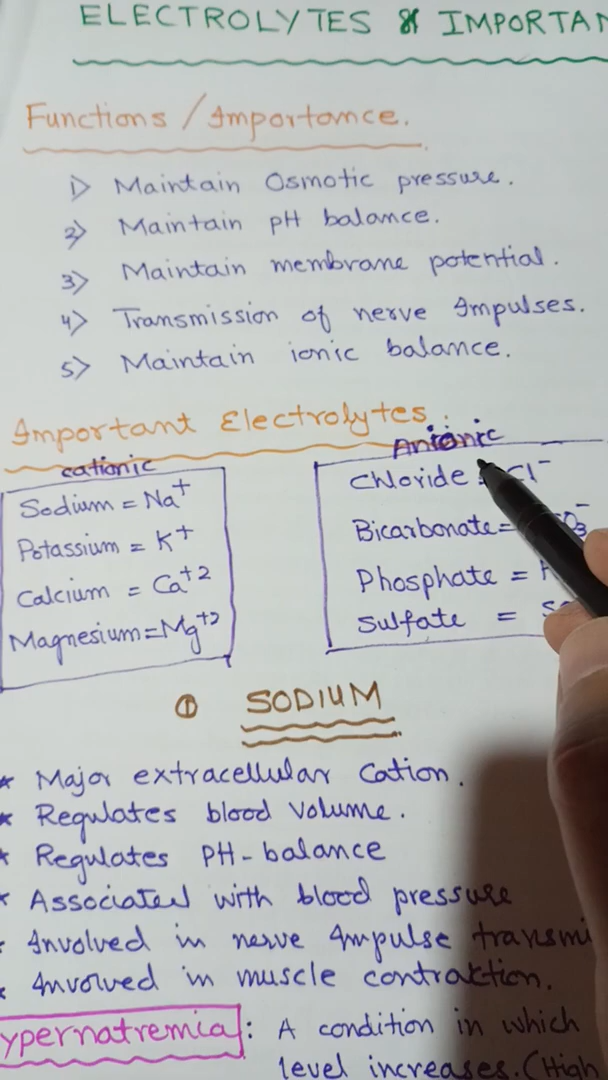 ELECTROLYTES & IMPORTAN
Functions / Importance.
1) Maintain Osmotic pressure.
2) Maintain pH balance.
3) Maintain membrane potential.
4) Transmission of nerve Impulses.
5) Maintain ionic balance.
Important Electrolytes :
cationic
Sodium = Na⁺
Potassium = K⁺
Calcium = Ca⁺²
Magnesium = Mg⁺²
Anionic
Chloride = Cl⁻
Bicarbonate =
Phosphate =
Sulfate =
① SODIUM
* Major extracellular Cation.
* Regulates blood Volume.
* Regulates PH-balance
* Associated with blood pressure
* Involved in nerve Impulse transmi
* Involved in muscle contraction.
ypernatremia : A condition in which
level increases. (High